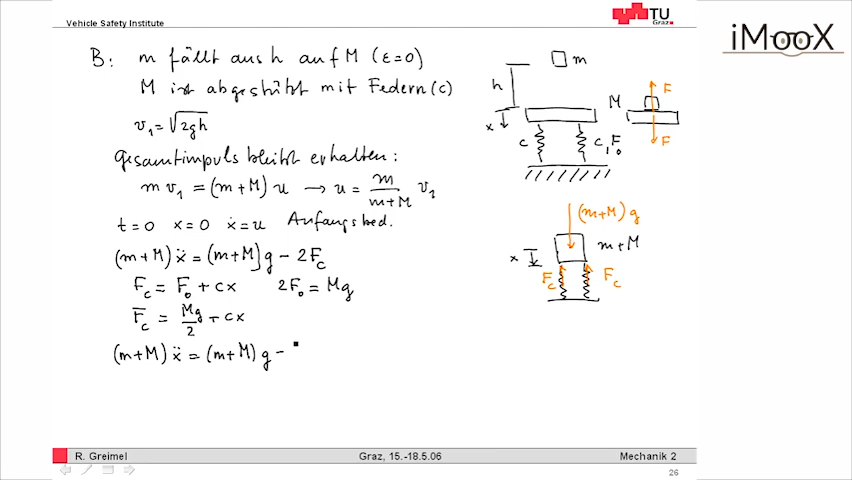 Vehicle Safety Institute
TU
Graz
iMooX
B: m fällt aus h auf M (ε=0)
M ist abgestützt mit Federn (c)
v₁ = √2gh
Gesamtimpuls bleibt erhalten:
m v₁ = (m+M) u → u = m/(m+M) v₁
t=0 x=0 ẋ=u Anfangsbed.
(m+M) ẍ = (m+M) g − 2F_c
F_c = F₀ + cx 2F₀ = Mg
F_c = Mg/2 + cx
(m+M) ẍ = (m+M) g −
m
h
M
F
x
c
c, F₀
F
(m+M) g
m+M
x
F_c
F_c
R. Greimel
Graz, 15.-18.5.06
Mechanik 2
26